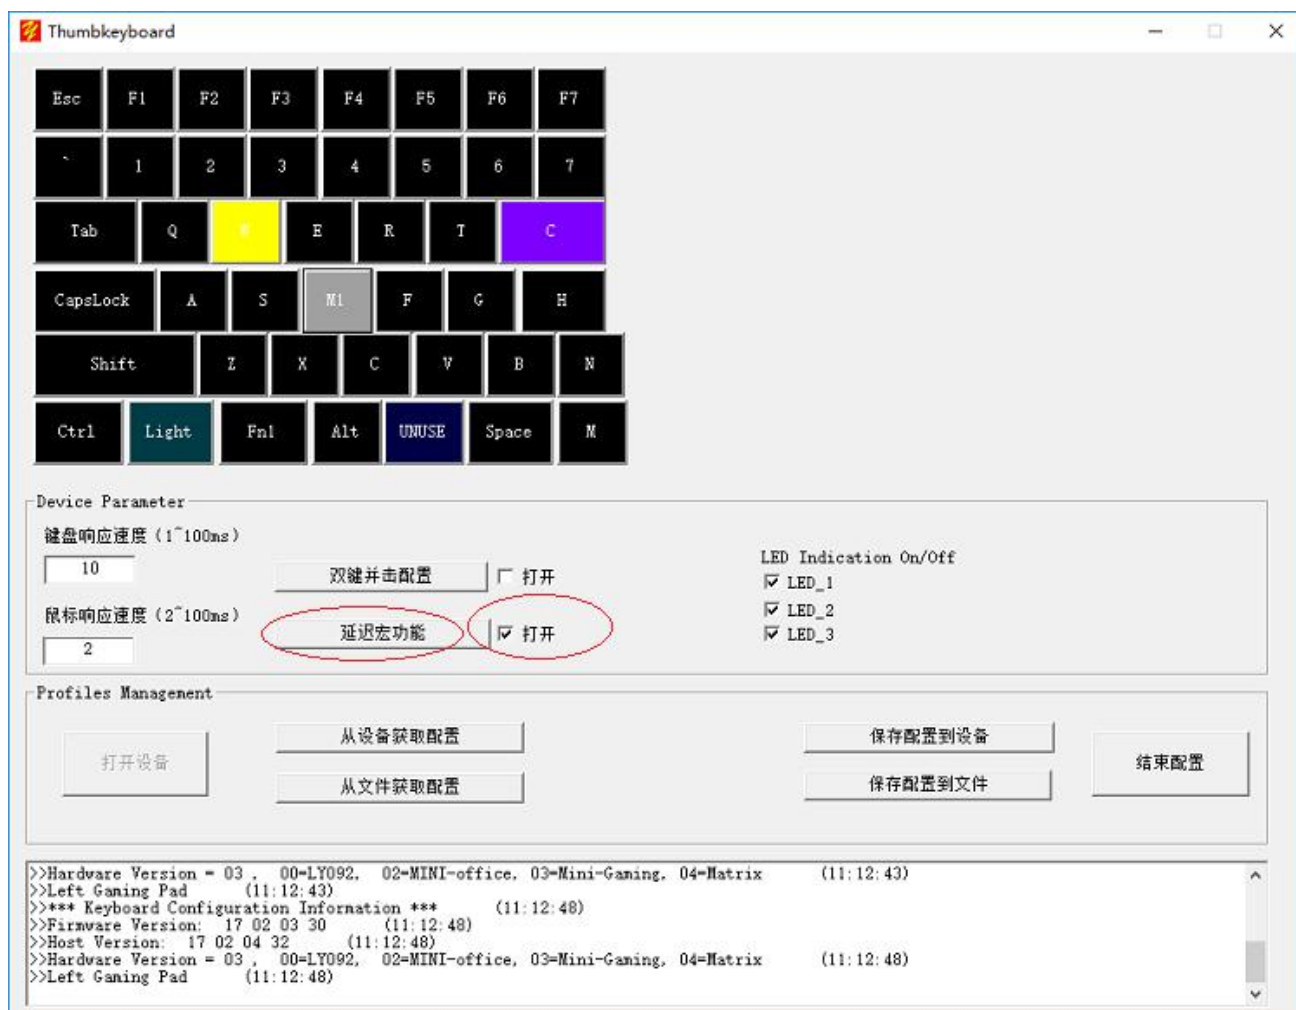 Thumbkeyboard
Esc F1 F2 F3 F4 F5 F6 F7
` 1 2 3 4 5 6 7
Tab Q W E R T C
CapsLock A S M1 F G H
Shift Z X C V B N
Ctrl Light Fn1 Alt UNUSE Space M
Device Parameter
键盘响应速度（1~100ms）
10
双键并击配置 打开
鼠标响应速度（2~100ms）
2
延迟宏功能 打开
LED Indication On/Off
LED_1
LED_2
LED_3
Profiles Management
打开设备
从设备获取配置
从文件获取配置
保存配置到设备
保存配置到文件
结束配置
>>Hardware Version = 03 , 00=LY092, 02=MINI-office, 03=Mini-Gaming, 04=Matrix (11:12:43)
>>Left Gaming Pad (11:12:43)
>>*** Keyboard Configuration Information *** (11:12:48)
>>Firmware Version: 17 02 03 30 (11:12:48)
>>Host Version: 17 02 04 32 (11:12:48)
>>Hardware Version = 03 , 00=LY092, 02=MINI-office, 03=Mini-Gaming, 04=Matrix (11:12:48)
>>Left Gaming Pad (11:12:48)